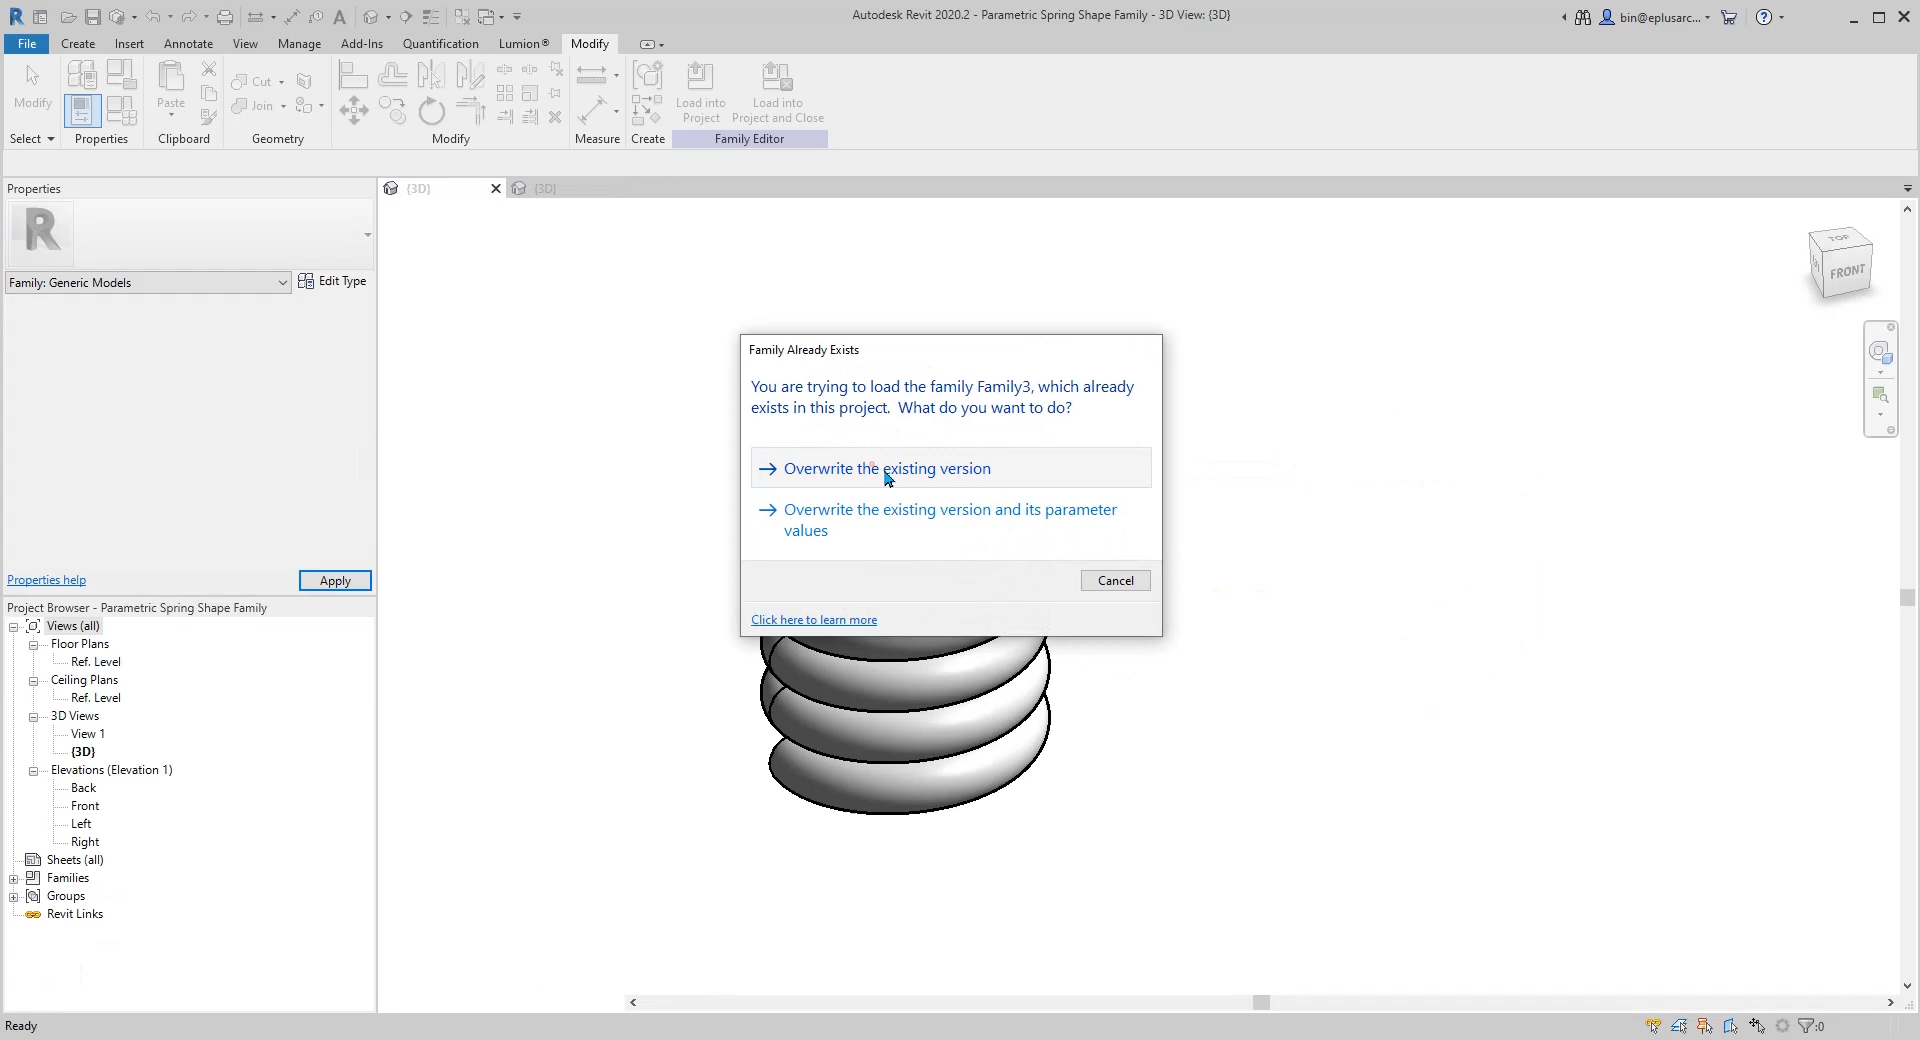 Autodesk Revit 2020.2 - Parametric Spring Shape Family - 3D View: {3D}
bin@eplusarc...
File Create Insert Annotate View Manage Add-Ins Quantification Lumion® Modify
Modify
Paste
Cut
Join
Load into Project
Load into Project and Close
Select Properties Clipboard Geometry Modify Measure Create Family Editor
Properties
{3D}
{3D}
R
Family: Generic Models
Edit Type
TOP
FRONT
Family Already Exists
You are trying to load the family Family3, which already
exists in this project. What do you want to do?
Overwrite the existing version
Overwrite the existing version and its parameter
values
Cancel
Click here to learn more
Properties help
Apply
Project Browser - Parametric Spring Shape Family
Views (all)
Floor Plans
Ref. Level
Ceiling Plans
Ref. Level
3D Views
View 1
{3D}
Elevations (Elevation 1)
Back
Front
Left
Right
Sheets (all)
Families
Groups
Revit Links
Ready
:0